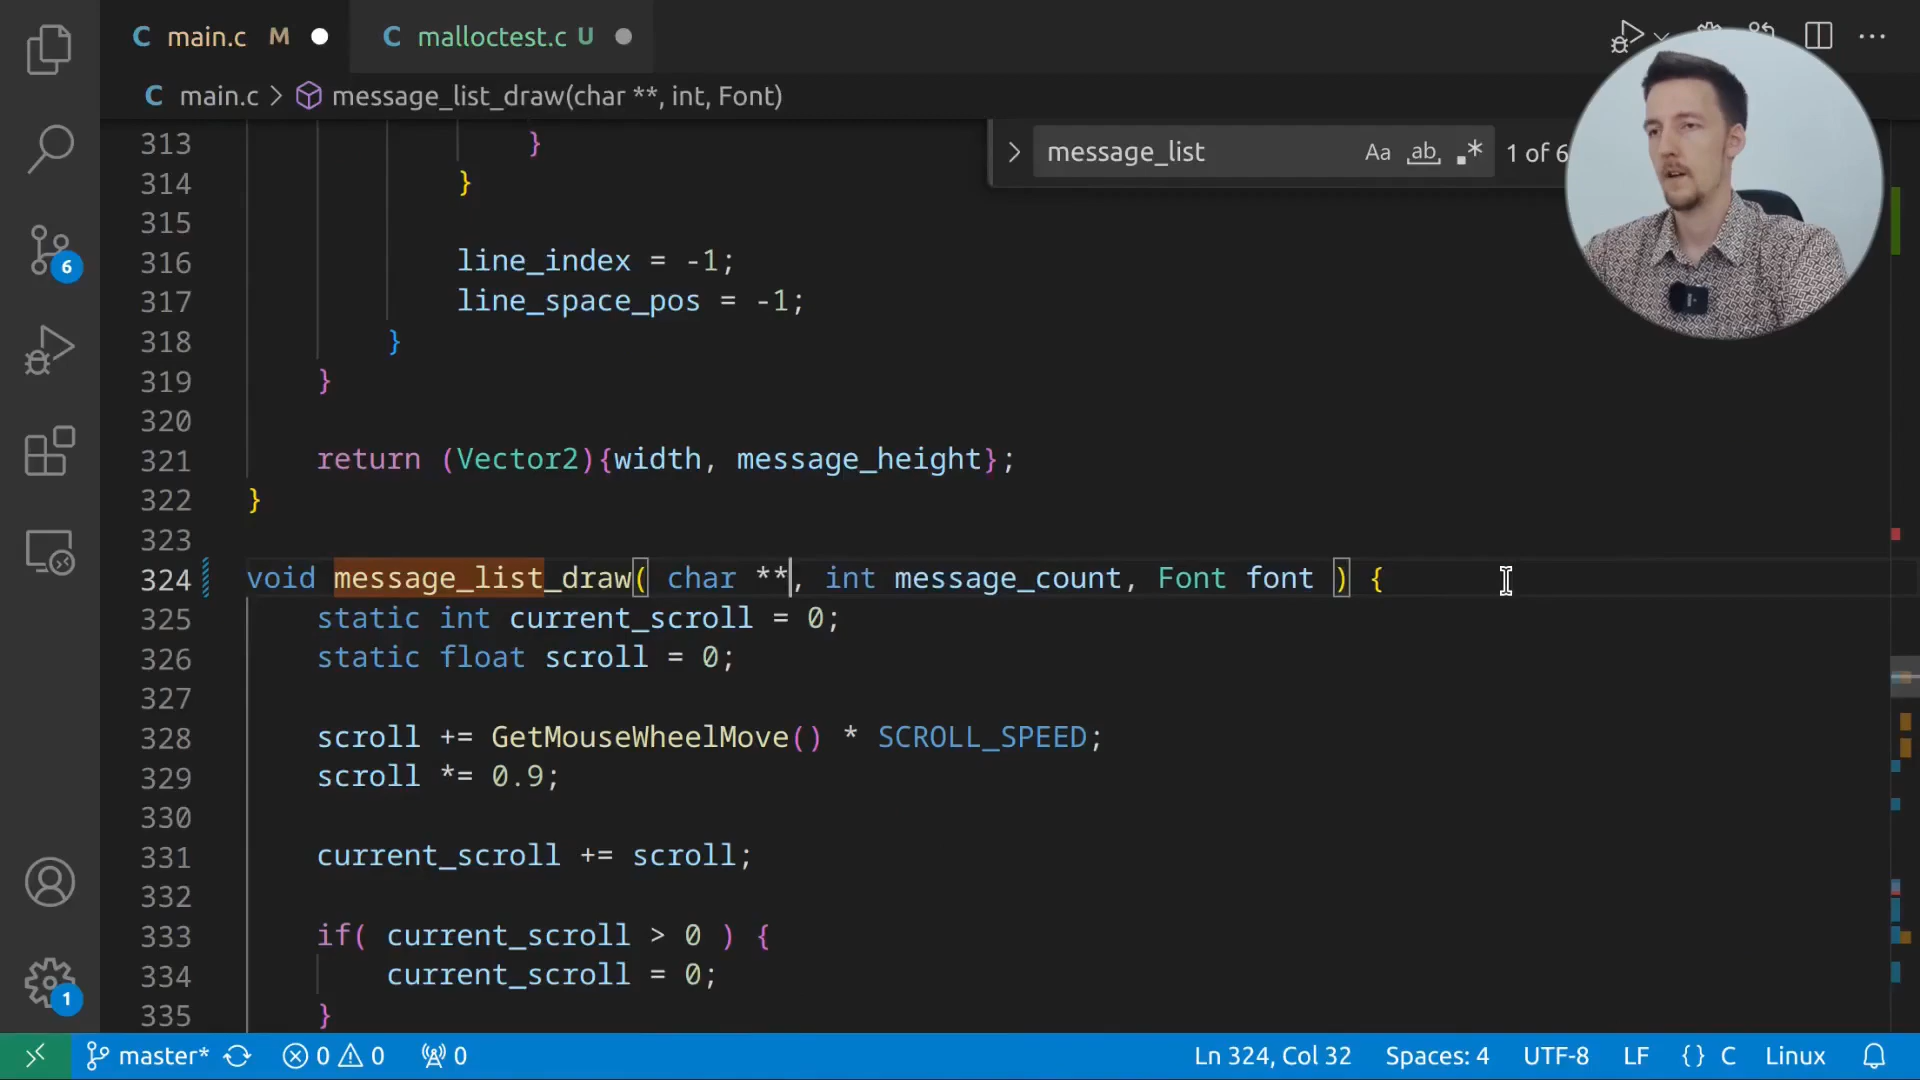 main.c M
malloctest.c U
main.c > message_list_draw(char **, int, Font)
message_list Aa ab .* 1 of 6
313 }
314 }
315
316 line_index = -1;
317 line_space_pos = -1;
318 }
319 }
320
321 return (Vector2){width, message_height};
322 }
323
324 void message_list_draw( char **, int message_count, Font font ) {
325 static int current_scroll = 0;
326 static float scroll = 0;
327
328 scroll += GetMouseWheelMove() * SCROLL_SPEED;
329 scroll *= 0.9;
330
331 current_scroll += scroll;
332
333 if( current_scroll > 0 ) {
334 current_scroll = 0;
335 }
6
1
master* 0 0 0 Ln 324, Col 32 Spaces: 4 UTF-8 LF {} C Linux